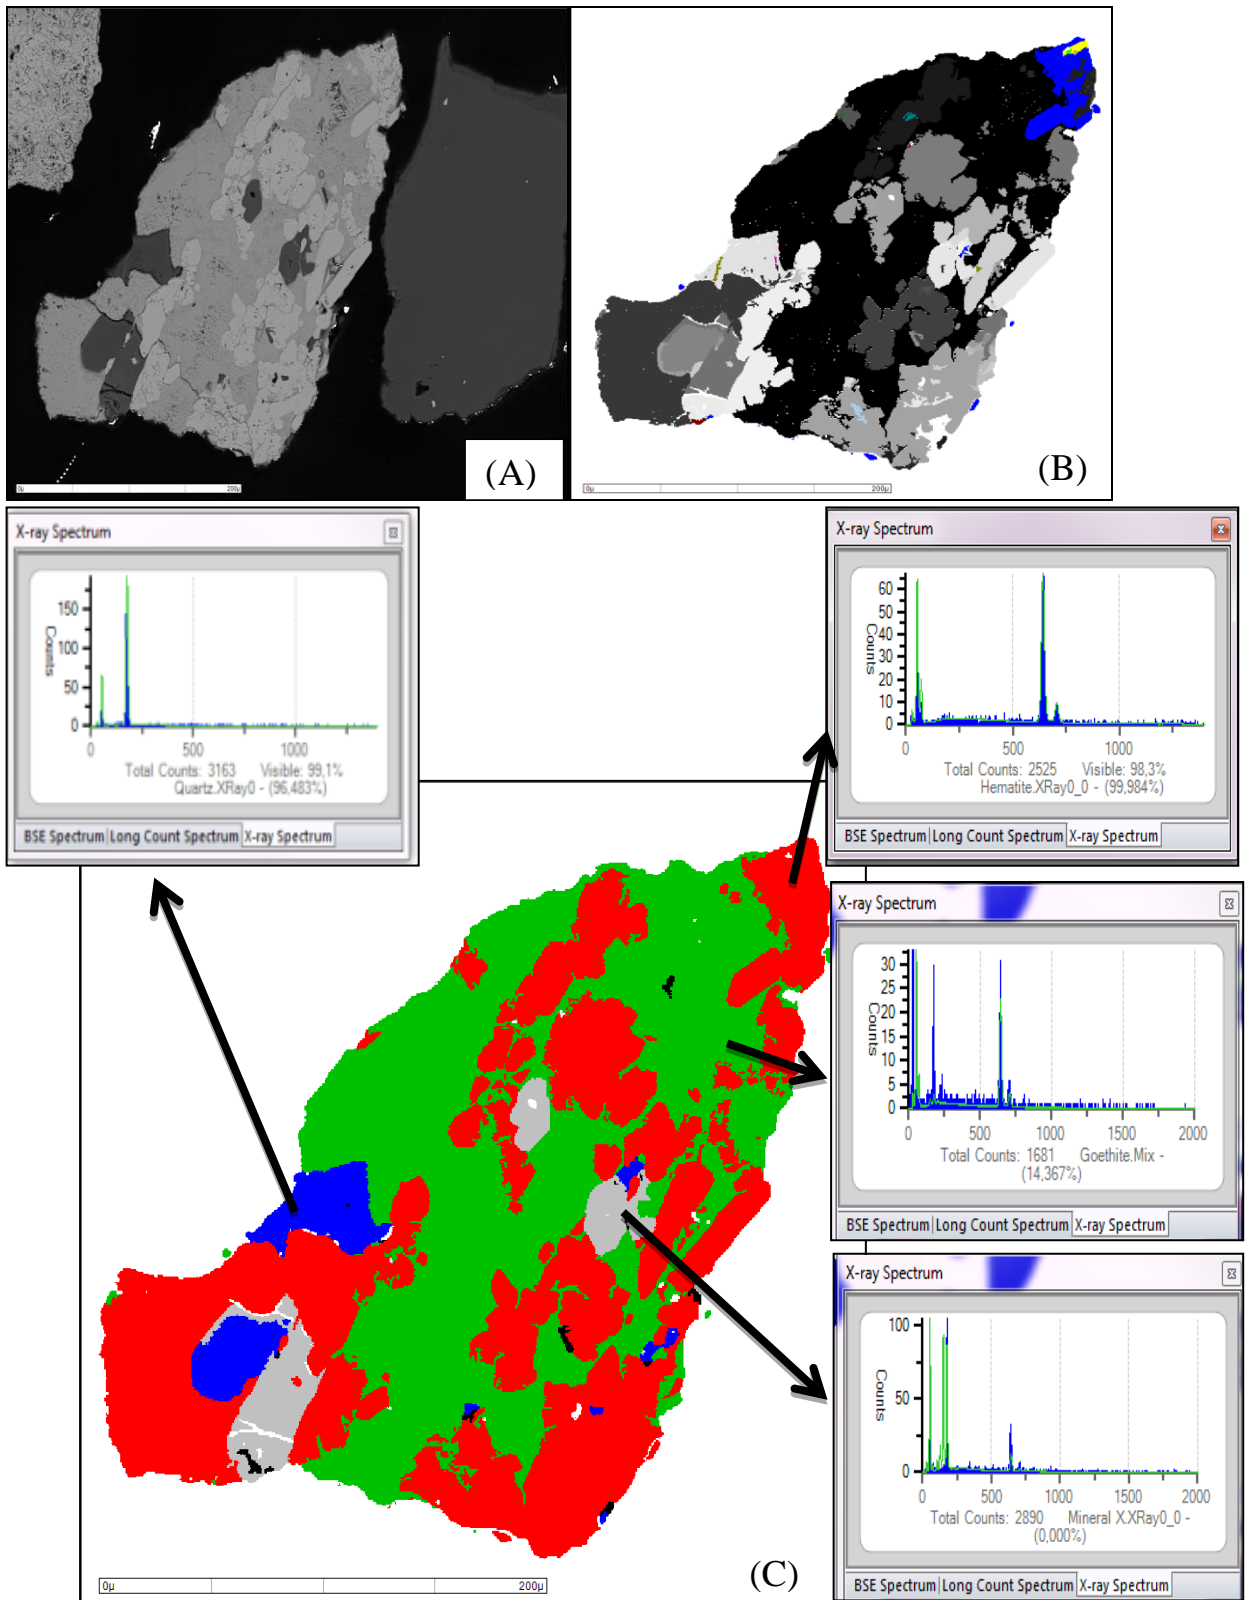 (A)
0µ 200µ
(B)
0µ 200µ
X-ray Spectrum
Counts
150
100
50
0
0 500 1000
Total Counts: 3163 Visible: 99,1%
Quartz.XRay0 - (96,483%)
BSE Spectrum Long Count Spectrum X-ray Spectrum
X-ray Spectrum
Counts
60
50
40
30
20
10
0
0 500 1000
Total Counts: 2525 Visible: 98,3%
Hematite.XRay0_0 - (99,984%)
BSE Spectrum Long Count Spectrum X-ray Spectrum
X-ray Spectrum
Counts
30
25
20
15
10
5
0
0 500 1000 1500 2000
Total Counts: 1681 Goethite.Mix -
(14,367%)
BSE Spectrum Long Count Spectrum X-ray Spectrum
X-ray Spectrum
Counts
100
50
0
0 500 1000 1500 2000
Total Counts: 2890 Mineral X.XRay0_0 -
(0,000%)
BSE Spectrum Long Count Spectrum X-ray Spectrum
0µ 200µ
(C)